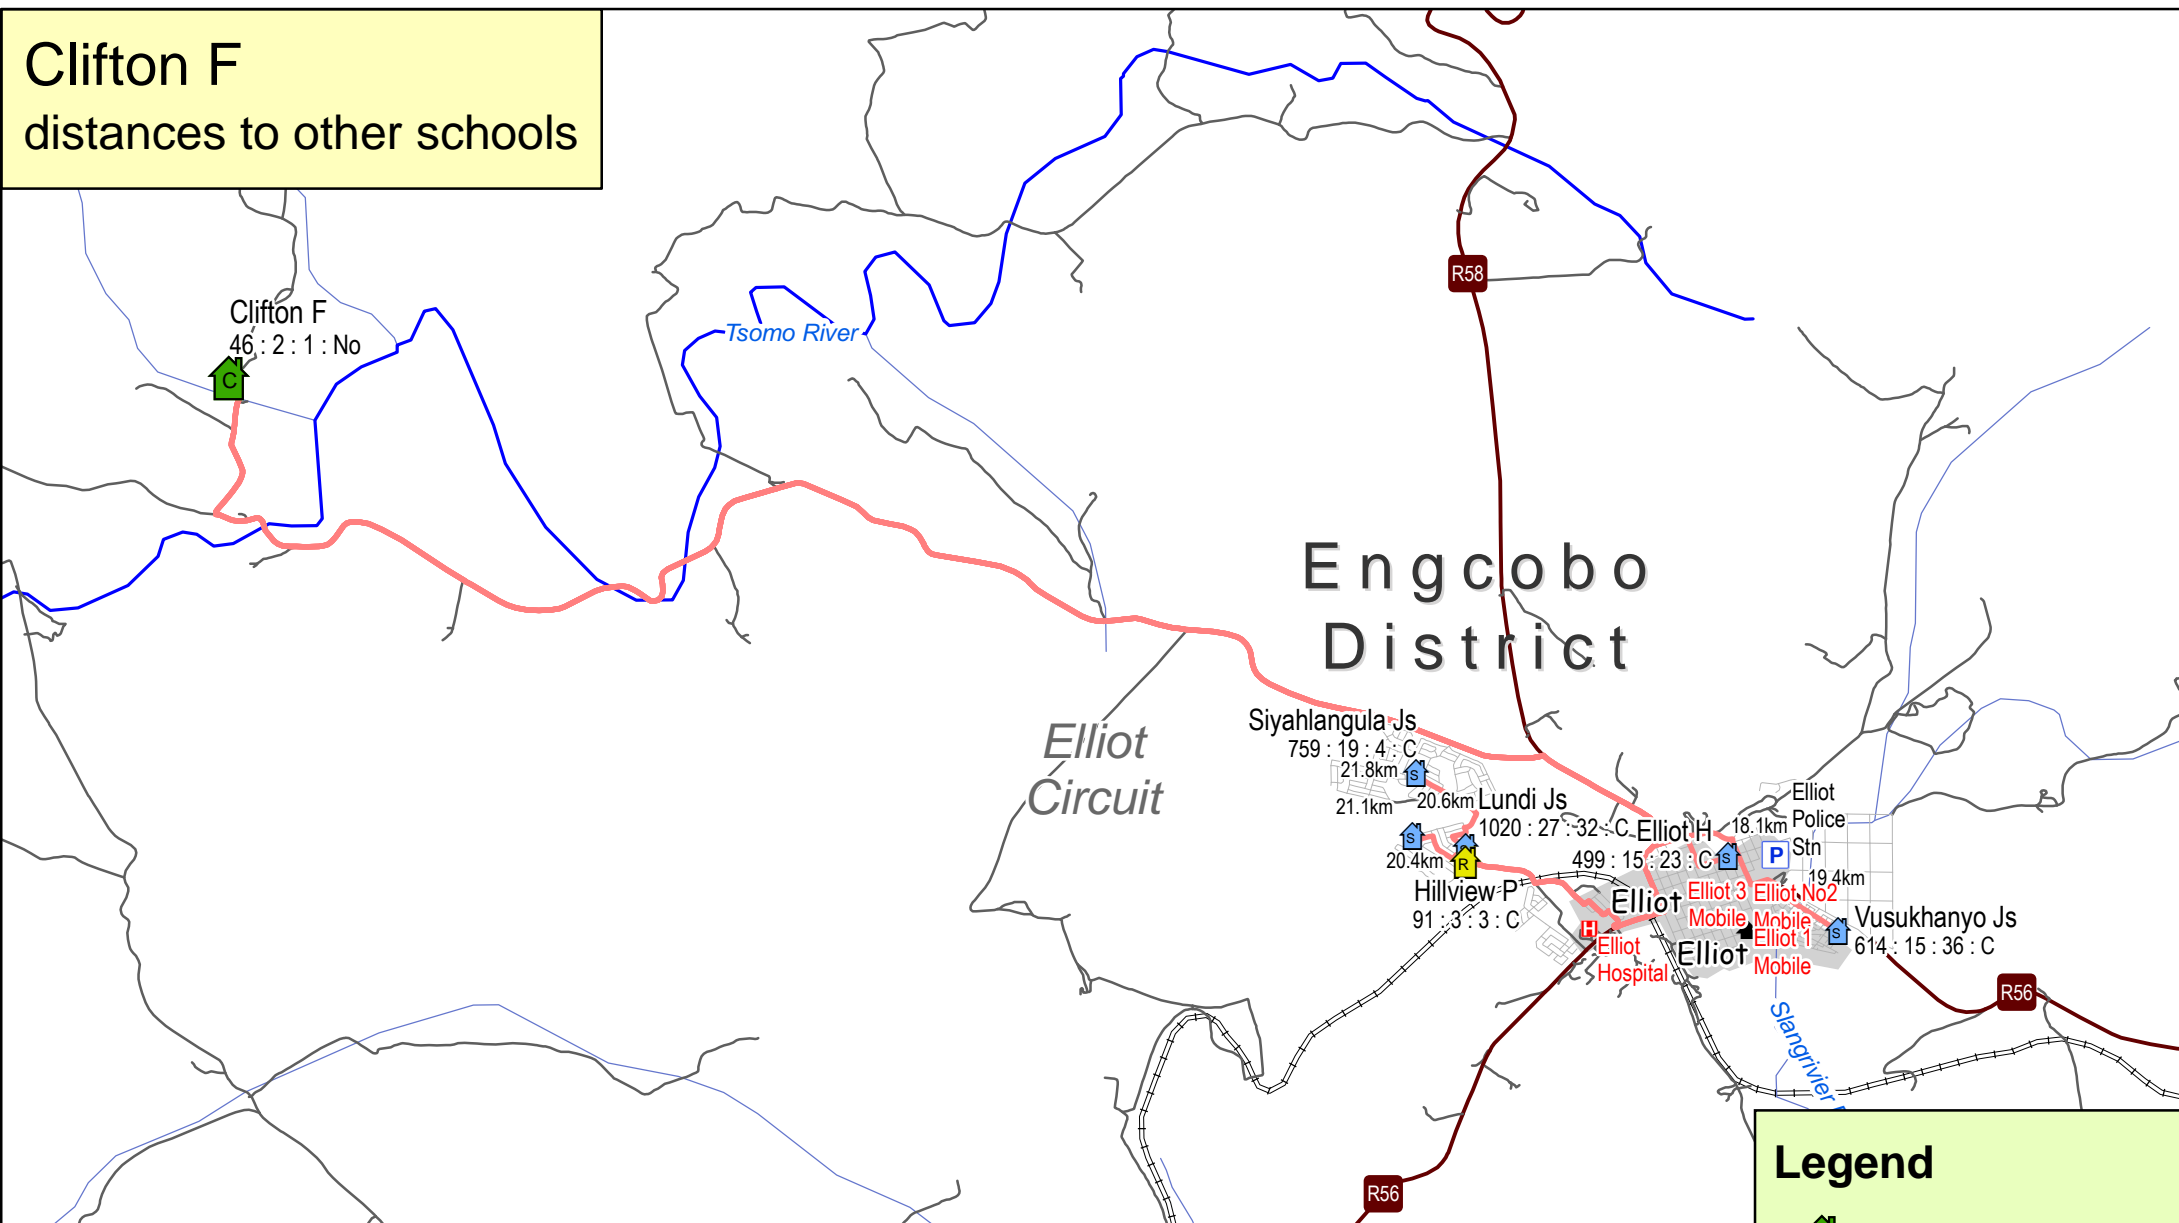 Clifton F
distances to other schools
Clifton F
46 : 2 : 1 : No
C
R58
Tsomo River
Engcobo
District
Elliot
Circuit
Siyahlangula Js
759 : 19 : 4 : C
21.8km
S
21.1km
20.6km
Lundi Js
1020 : 27 : 32 : C
S
20.4km
R
Hillview P
91 : 3 : 3 : C
Elliot H
499 : 15 : 23 : C
S
18.1km
Elliot
Police
Stn
P
19.4km
Elliot
Elliot 3
Mobile
Elliot No2
Mobile
Elliot 1
Mobile
Elliot
H
Elliot
Hospital
S
Vusukhanyo Js
614 : 15 : 36 : C
R56
Slangrivier
R56
Legend